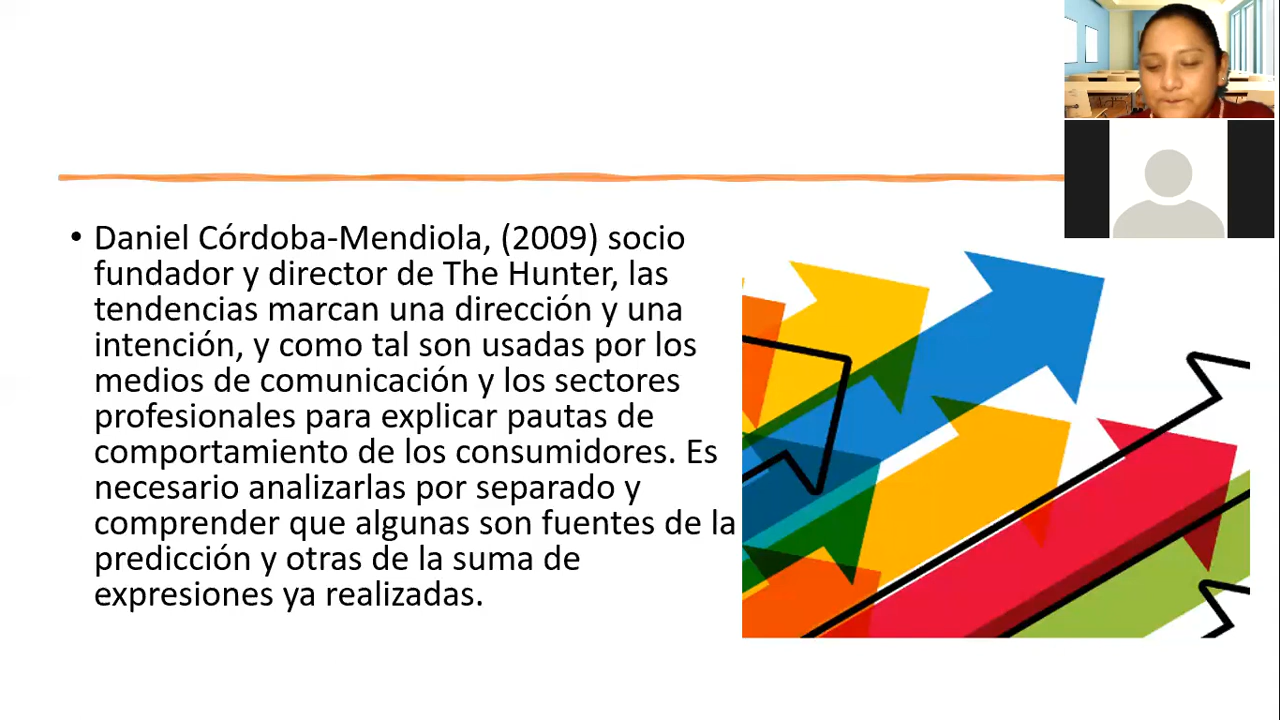 • Daniel Córdoba-Mendiola, (2009) socio
fundador y director de The Hunter, las
tendencias marcan una dirección y una
intención, y como tal son usadas por los
medios de comunicación y los sectores
profesionales para explicar pautas de
comportamiento de los consumidores. Es
necesario analizarlas por separado y
comprender que algunas son fuentes de la
predicción y otras de la suma de
expresiones ya realizadas.